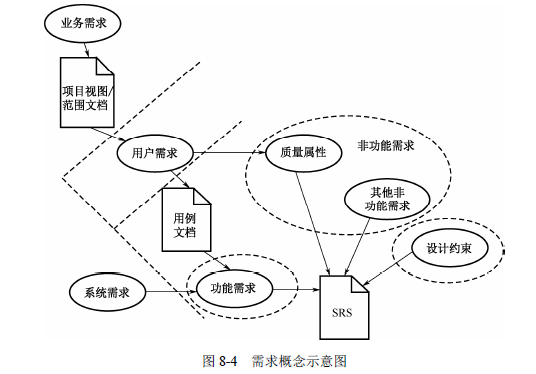 业务需求
项目视图/
范围文档
用户需求
质量属性
非功能需求
其他非
功能需求
用例
文档
设计约束
系统需求
功能需求
SRS
图 8-4 需求概念示意图